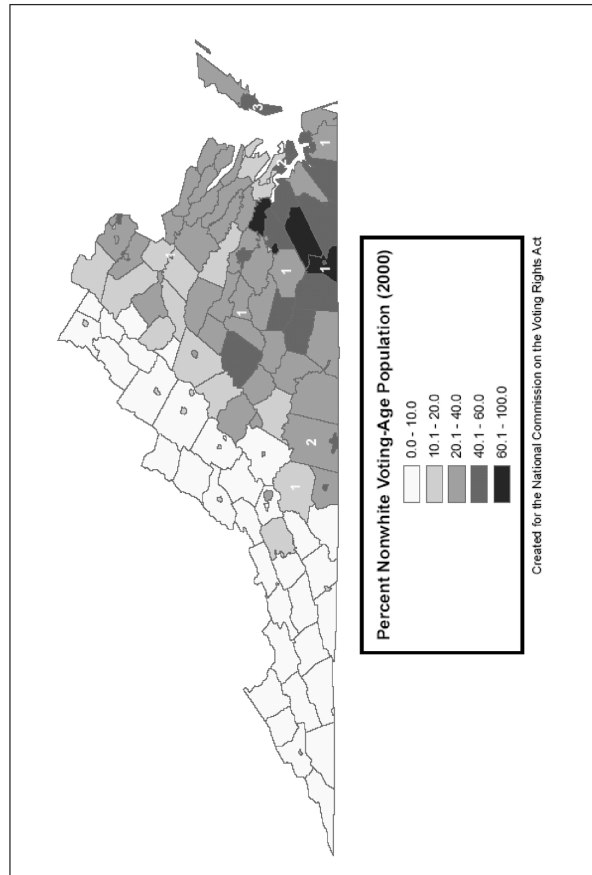 1
1
3
1
1
2
1
1
Percent Nonwhite Voting-Age Population (2000)
0.0 - 10.0
10.1 - 20.0
20.1 - 40.0
40.1 - 60.0
60.1 - 100.0
Created for the National Commission on the Voting Rights Act